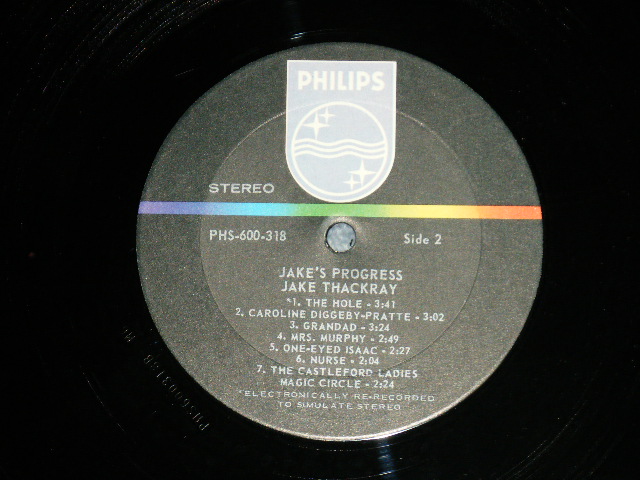 PHILIPS
STEREO
PHS-600-318 Side 2
JAKE'S PROGRESS
JAKE THACKRAY
*1. THE HOLE - 3:41
2. CAROLINE DIGGEBY-PRATTE - 3:02
3. GRANDAD - 3:24
4. MRS. MURPHY - 2:49
5. ONE-EYED ISAAC - 2:27
6. NURSE - 2:04
7. THE CASTLEFORD LADIES
MAGIC CIRCLE - 2:24
*ELECTRONICALLY RE-RECORDED
TO SIMULATE STEREO